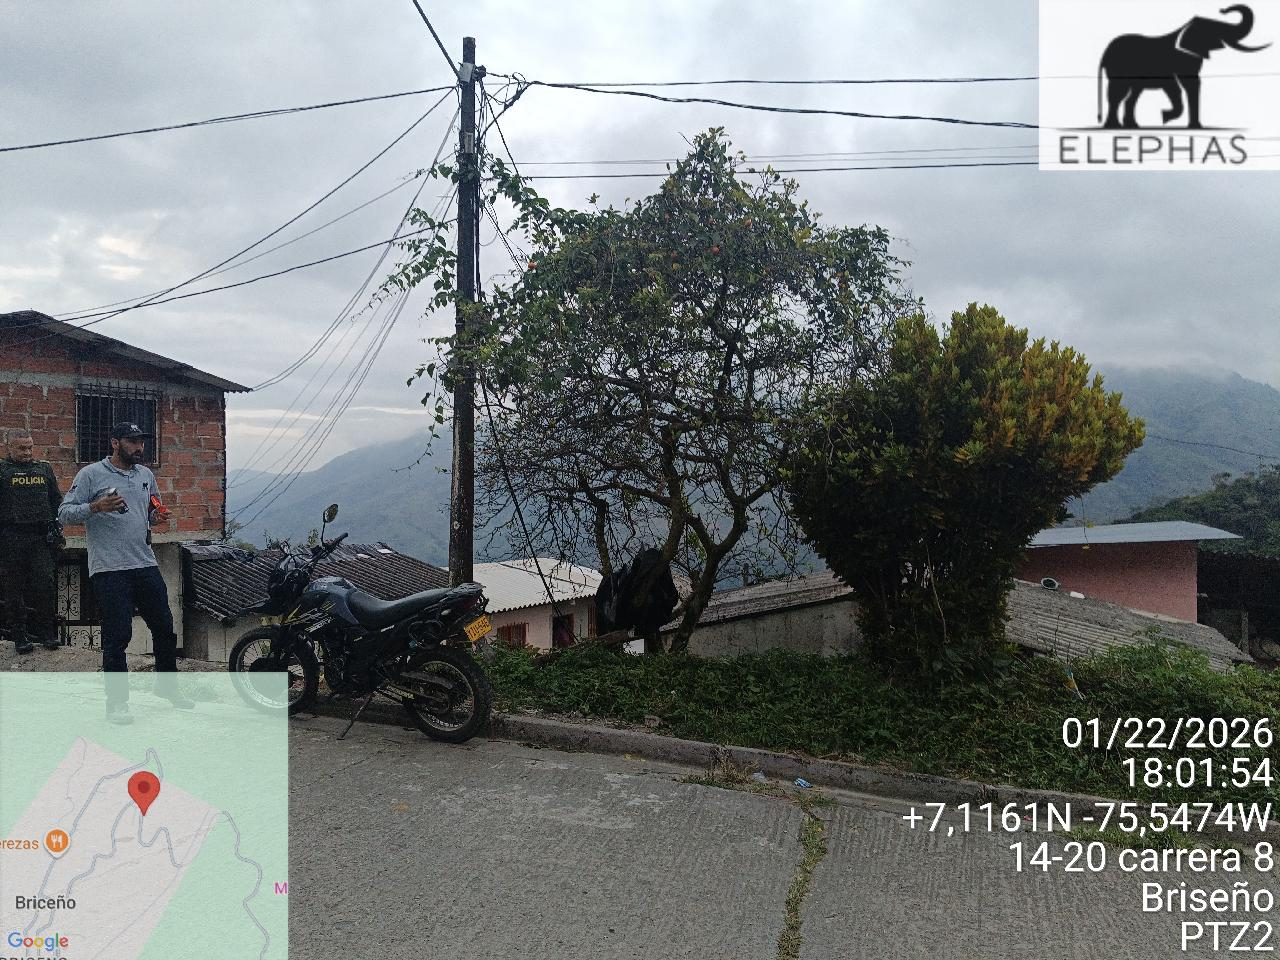 ELEPHAS
POLICIA
01/22/2026
18:01:54
+7,1161N -75,5474W
14-20 carrera 8
Briseño
PTZ2
erezas
Briceño
M
Google